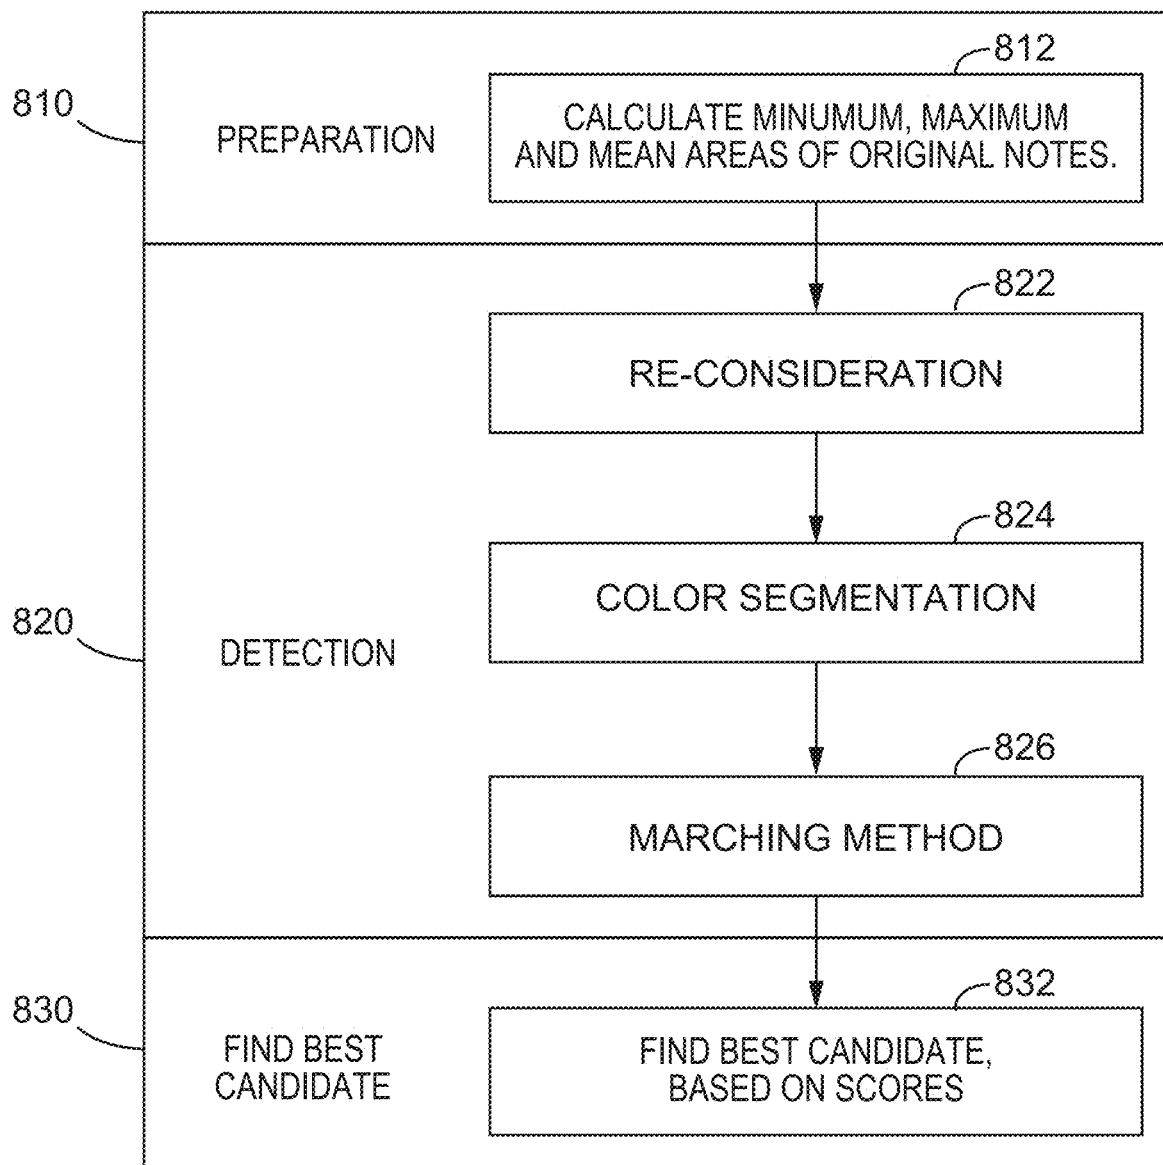 812
810
PREPARATION
CALCULATE MINUMUM, MAXIMUM
AND MEAN AREAS OF ORIGINAL NOTES.
822
RE-CONSIDERATION
824
COLOR SEGMENTATION
820
DETECTION
826
MARCHING METHOD
832
830
FIND BEST
CANDIDATE
FIND BEST CANDIDATE,
BASED ON SCORES